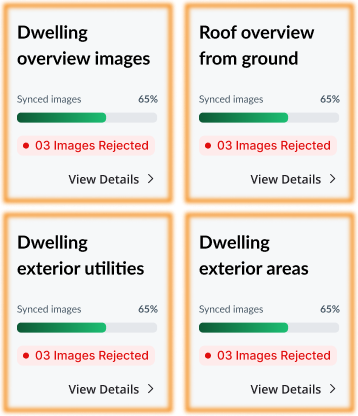 Dwelling
overview images
Synced images 65%
03 Images Rejected
View Details
Roof overview
from ground
Synced images 65%
03 Images Rejected
View Details
Dwelling
exterior utilities
Synced images 65%
03 Images Rejected
View Details
Dwelling
exterior areas
Synced images 65%
03 Images Rejected
View Details